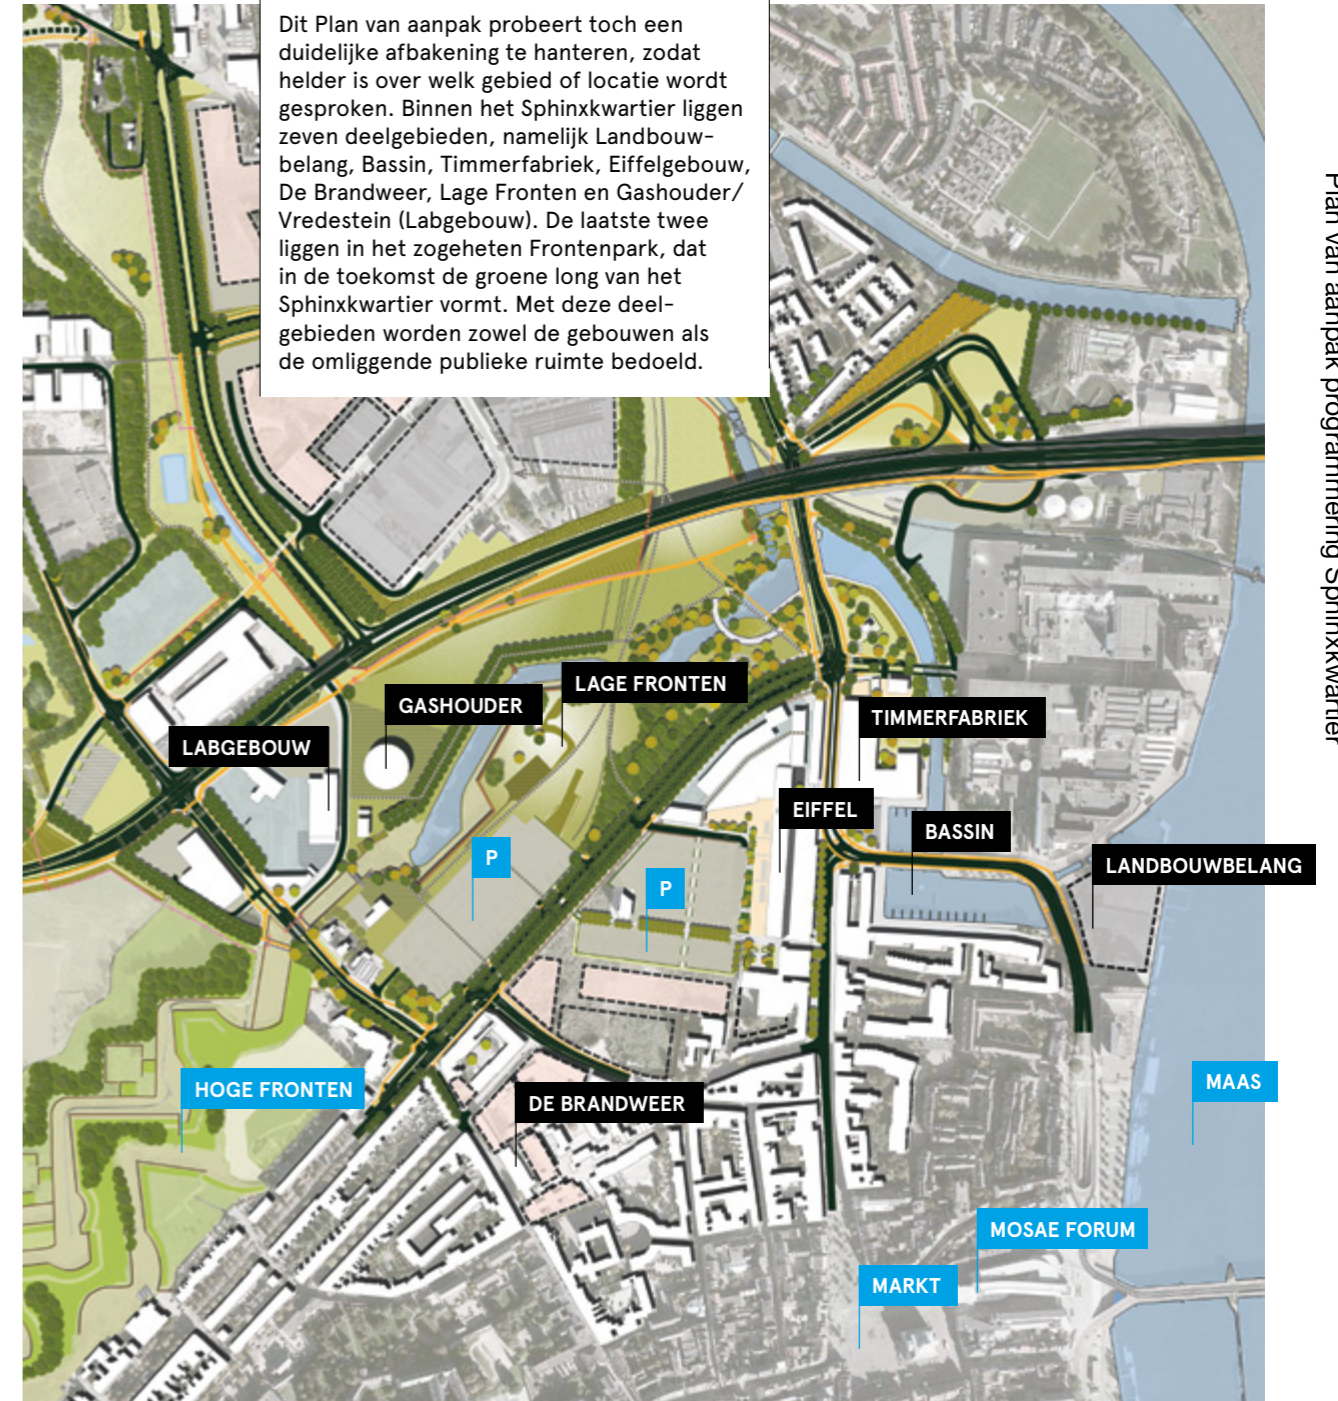 Dit Plan van aanpak probeert toch een
duidelijke afbakening te hanteren, zodat
helder is over welk gebied of locatie wordt
gesproken. Binnen het Sphinxkwartier liggen
zeven deelgebieden, namelijk Landbouw-
belang, Bassin, Timmerfabriek, Eiffelgebouw,
De Brandweer, Lage Fronten en Gashouder/
Vredestein (Labgebouw). De laatste twee
liggen in het zogeheten Frontenpark, dat
in de toekomst de groene long van het
Sphinxkwartier vormt. Met deze deel-
gebieden worden zowel de gebouwen als
de omliggende publieke ruimte bedoeld.
Plan van aanpak programmering Sphinxkwartier
LAGE FRONTEN
GASHOUDER
TIMMERFABRIEK
LABGEBOUW
EIFFEL
BASSIN
P
LANDBOUWBELANG
P
MAAS
HOGE FRONTEN
DE BRANDWEER
MOSAE FORUM
MARKT